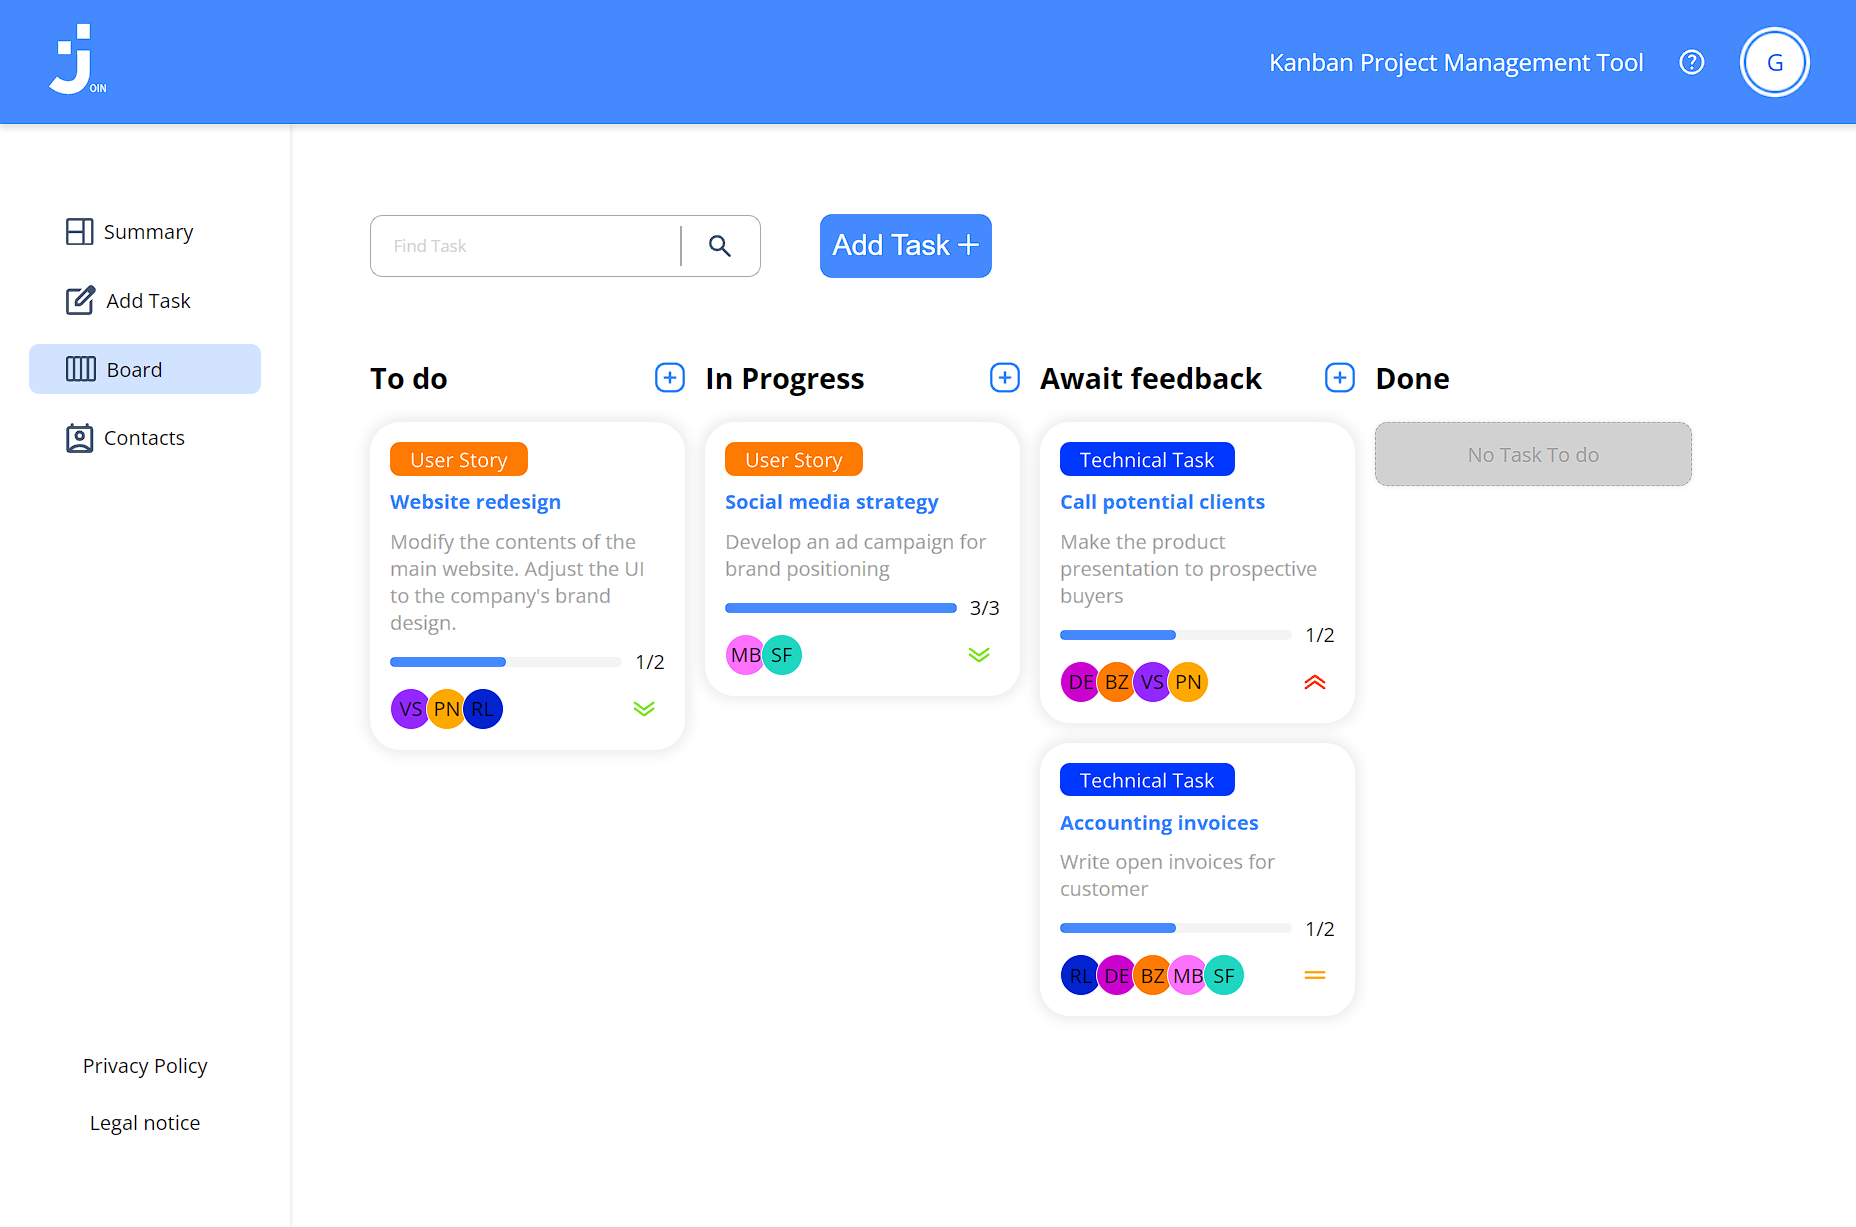 OIN
Kanban Project Management Tool
?
G
Summary
Add Task
Board
Contacts
Privacy Policy
Legal notice
Find Task
Add Task +
To do
User Story
Website redesign
Modify the contents of the
main website. Adjust the UI
to the company's brand
design.
1/2
VS PN RL
In Progress
User Story
Social media strategy
Develop an ad campaign for
brand positioning
3/3
MB SF
Await feedback
Technical Task
Call potential clients
Make the product
presentation to prospective
buyers
1/2
DE BZ VS PN
Technical Task
Accounting invoices
Write open invoices for
customer
1/2
RL DE BZ MB SF
Done
No Task To do